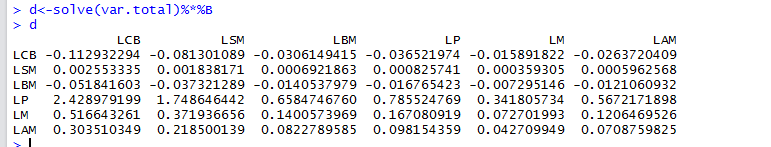 > d<-solve(var.total)%*%B
> d
             LCB          LSM           LBM           LP           LM           LAM
LCB -0.112932294 -0.081301089 -0.0306149415 -0.036521974 -0.015891822 -0.0263720409
LSM  0.002553335  0.001838171  0.0006921863  0.000825741  0.000359305  0.0005962568
LBM -0.051841603 -0.037321289 -0.0140537979 -0.016765423 -0.007295146 -0.0121060932
LP   2.428979199  1.748646442  0.6584746760  0.785524769  0.341805734  0.5672171898
LM   0.516643261  0.371936656  0.1400573969  0.167080919  0.072701993  0.1206469526
LAM  0.303510349  0.218500139  0.0822789585  0.098154359  0.042709949  0.0708759825
>